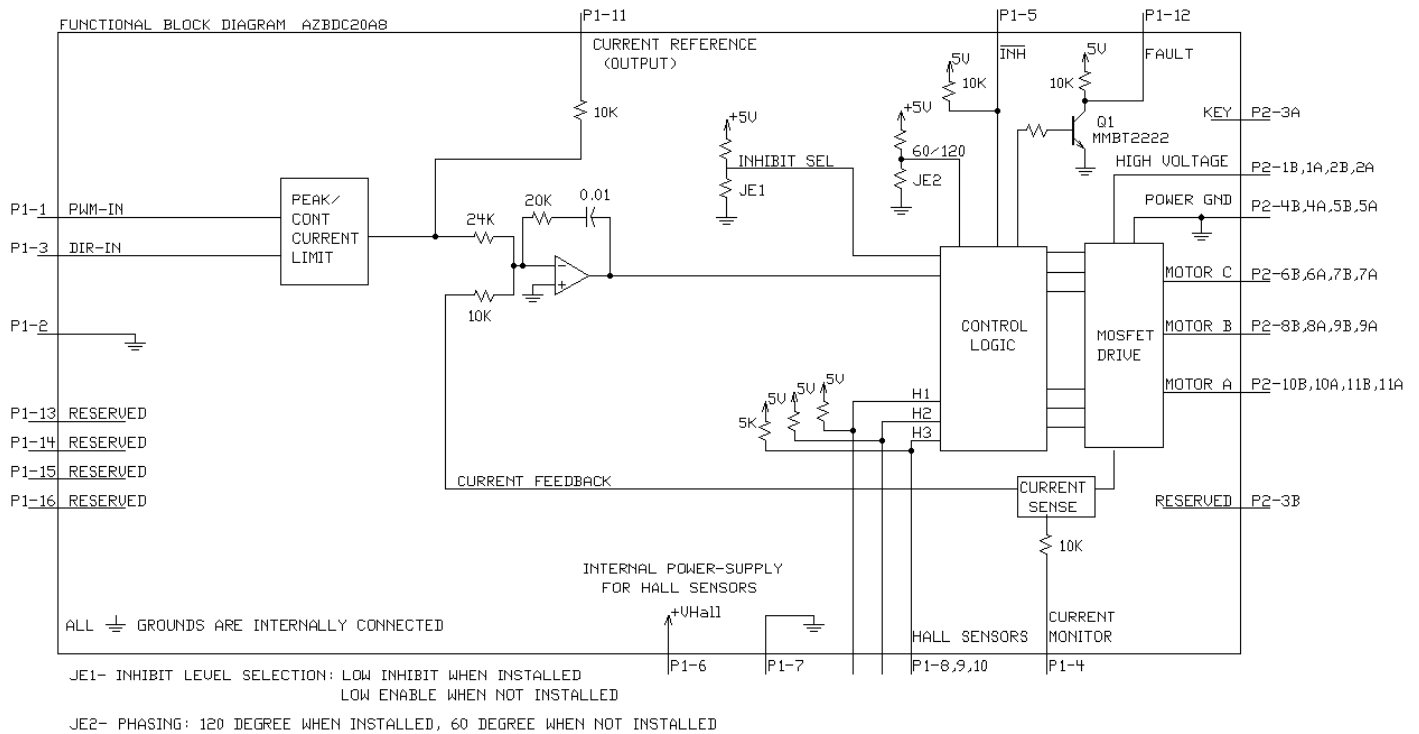 P1-11
P1-5
P1-12
FUNCTIONAL BLOCK DIAGRAM AZBDC20A8
CURRENT REFERENCE
(OUTPUT)
INH
FAULT
5V
10K
5V
10K
10K
KEY
P2-3A
+5V
+5V
Q1
MMBT2222
60/120
INHIBIT SEL
HIGH VOLTAGE
P2-1B,1A,2B,2A
JE1
JE2
PEAK/
CONT
CURRENT
LIMIT
P1-1
PWM-IN
24K
20K
0.01
POWER GND
P2-4B,4A,5B,5A
P1-3
DIR-IN
-
+
10K
MOTOR C
P2-6B,6A,7B,7A
P1-2
CONTROL
LOGIC
MOSFET
DRIVE
MOTOR B
P2-8B,8A,9B,9A
MOTOR A
P2-10B,10A,11B,11A
5V
5V
5V
5K
H1
H2
H3
P1-13 RESERVED
P1-14 RESERVED
P1-15 RESERVED
P1-16 RESERVED
CURRENT FEEDBACK
CURRENT
SENSE
RESERVED
P2-3B
10K
INTERNAL POWER-SUPPLY
FOR HALL SENSORS
+VHall
ALL GROUNDS ARE INTERNALLY CONNECTED
HALL SENSORS
CURRENT
MONITOR
P1-6
P1-7
P1-8,9,10
P1-4
JE1- INHIBIT LEVEL SELECTION: LOW INHIBIT WHEN INSTALLED
LOW ENABLE WHEN NOT INSTALLED
JE2- PHASING: 120 DEGREE WHEN INSTALLED, 60 DEGREE WHEN NOT INSTALLED